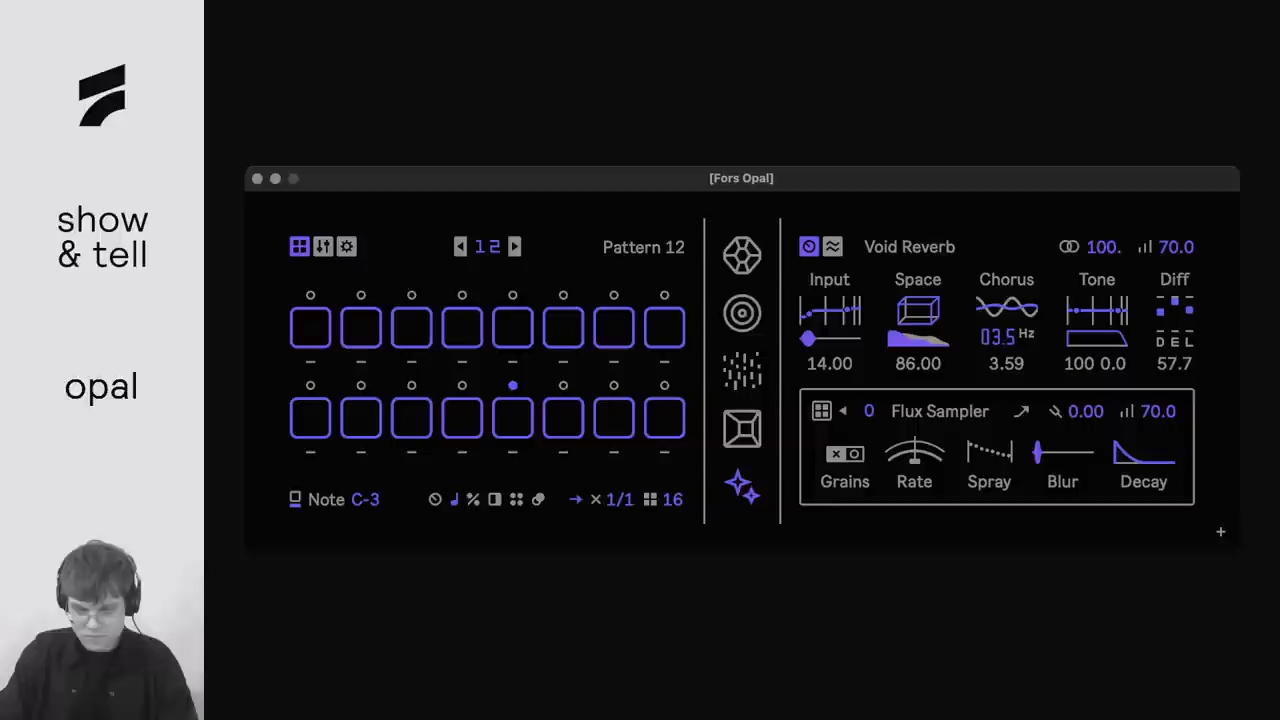 show
& tell
opal
[Fors Opal]
12
Pattern 12
Note C-3
1/1
16
Void Reverb
100.
70.0
Input
Space
Chorus
Tone
Diff
03.5 Hz
D E L
14.00
86.00
3.59
100 0.0
57.7
0
Flux Sampler
0.00
70.0
Grains
Rate
Spray
Blur
Decay